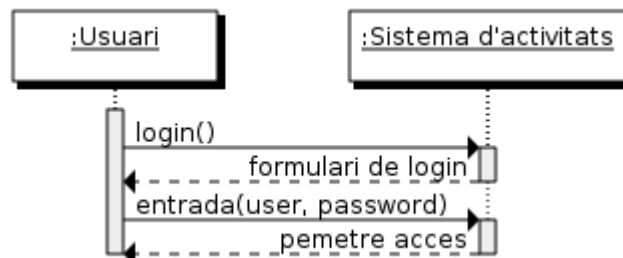 :Usuari
:Sistema d'activitats
login()
formulari de login
entrada(user, password)
pemetre acces